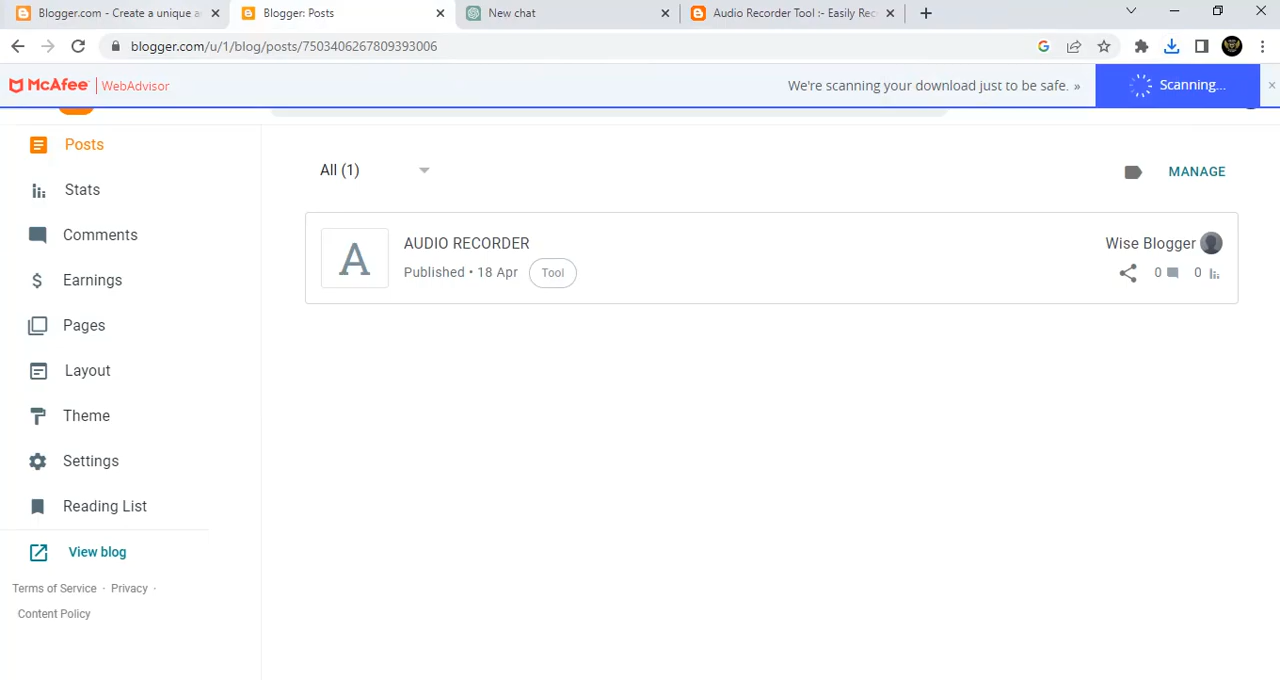 Blogger.com - Create a unique a
Blogger: Posts
New chat
Audio Recorder Tool :- Easily Rec
blogger.com/u/1/blog/posts/7503406267809393006
McAfee | WebAdvisor
We're scanning your download just to be safe. »
Scanning...
Posts
Stats
Comments
Earnings
Pages
Layout
Theme
Settings
Reading List
View blog
Terms of Service · Privacy ·
Content Policy
All (1)
MANAGE
A
AUDIO RECORDER
Published • 18 Apr
Tool
Wise Blogger
0
0